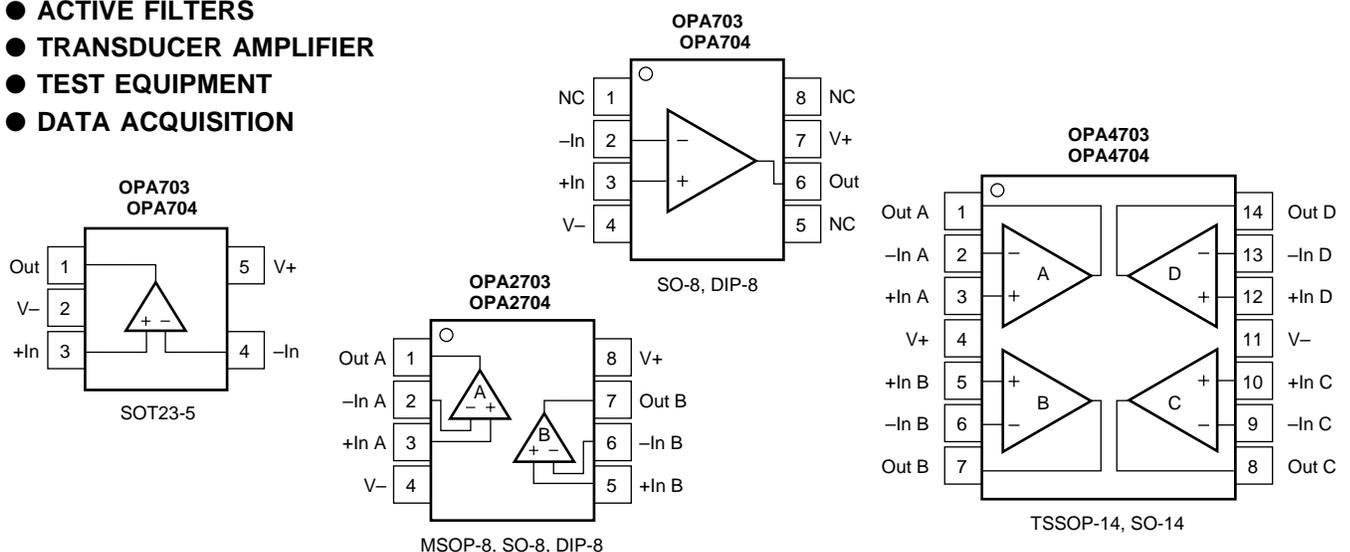 ● ACTIVE FILTERS
● TRANSDUCER AMPLIFIER
● TEST EQUIPMENT
● DATA ACQUISITION
OPA703
OPA704
Out 1
V– 2
+In 3
5 V+
4 –In
+ –
SOT23-5
OPA2703
OPA2704
Out A 1
–In A 2
+In A 3
V– 4
8 V+
7 Out B
6 –In B
5 +In B
A
– +
B
+ –
MSOP-8, SO-8, DIP-8
OPA703
OPA704
NC 1
–In 2
+In 3
V– 4
8 NC
7 V+
6 Out
5 NC
–
+
SO-8, DIP-8
OPA4703
OPA4704
Out A 1
–In A 2
+In A 3
V+ 4
+In B 5
–In B 6
Out B 7
14 Out D
13 –In D
12 +In D
11 V–
10 +In C
9 –In C
8 Out C
–
A
+
–
D
+
+
B
–
+
C
–
TSSOP-14, SO-14